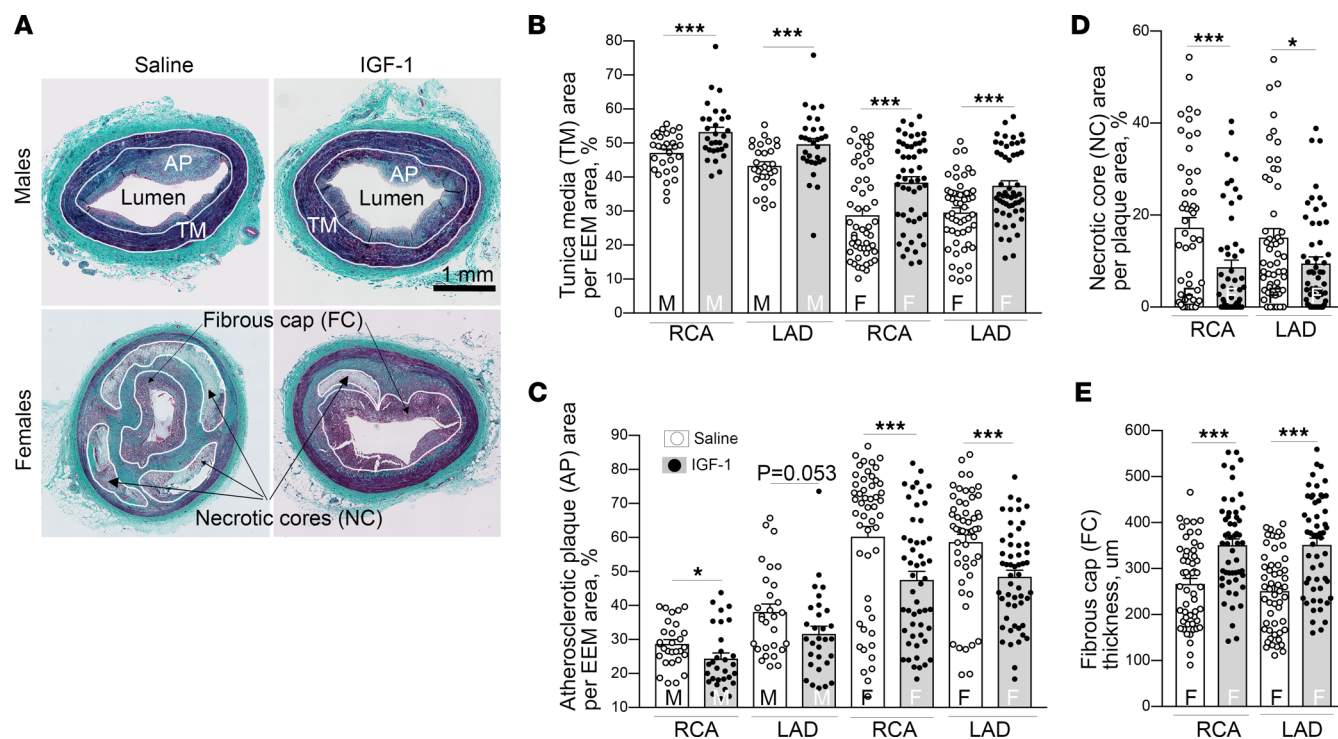 A
Saline
IGF-1
Males
AP
Lumen
TM
AP
Lumen
TM
1 mm
Females
Fibrous cap (FC)
Necrotic cores (NC)
B
Tunica media (TM) area
per EEM area, %
80
70
60
50
40
30
20
10
0
***
***
***
***
M
M
M
M
F
F
F
F
RCA
LAD
RCA
LAD
C
Atherosclerotic plaque (AP) area
per EEM area, %
90
80
70
60
50
40
30
20
10
Saline
IGF-1
*
P=0.053
***
***
M
M
M
M
F
F
F
F
RCA
LAD
RCA
LAD
D
Necrotic core (NC) area
per plaque area, %
60
40
20
0
***
*
RCA
LAD
E
Fibrous cap (FC)
thickness, um
600
500
400
300
200
100
0
***
***
F
F
F
F
RCA
LAD